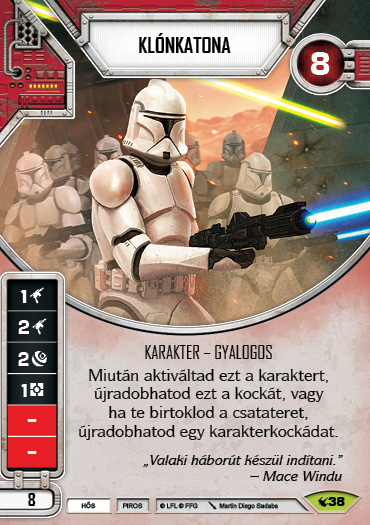 KLÓNKATONA
8
1
2
2
1
–
–
8
KARAKTER – GYALOGOS
Miután aktiváltad ezt a karaktert,
újradobhatod ezt a kockát, vagy
ha te birtoklod a csatateret,
újradobhatod egy karakterkockádat.
„Valaki háborút készül indítani.”
– Mace Windu
HŐS
PIROS
© LFL © FFG
Martin Diego Sadaba
38